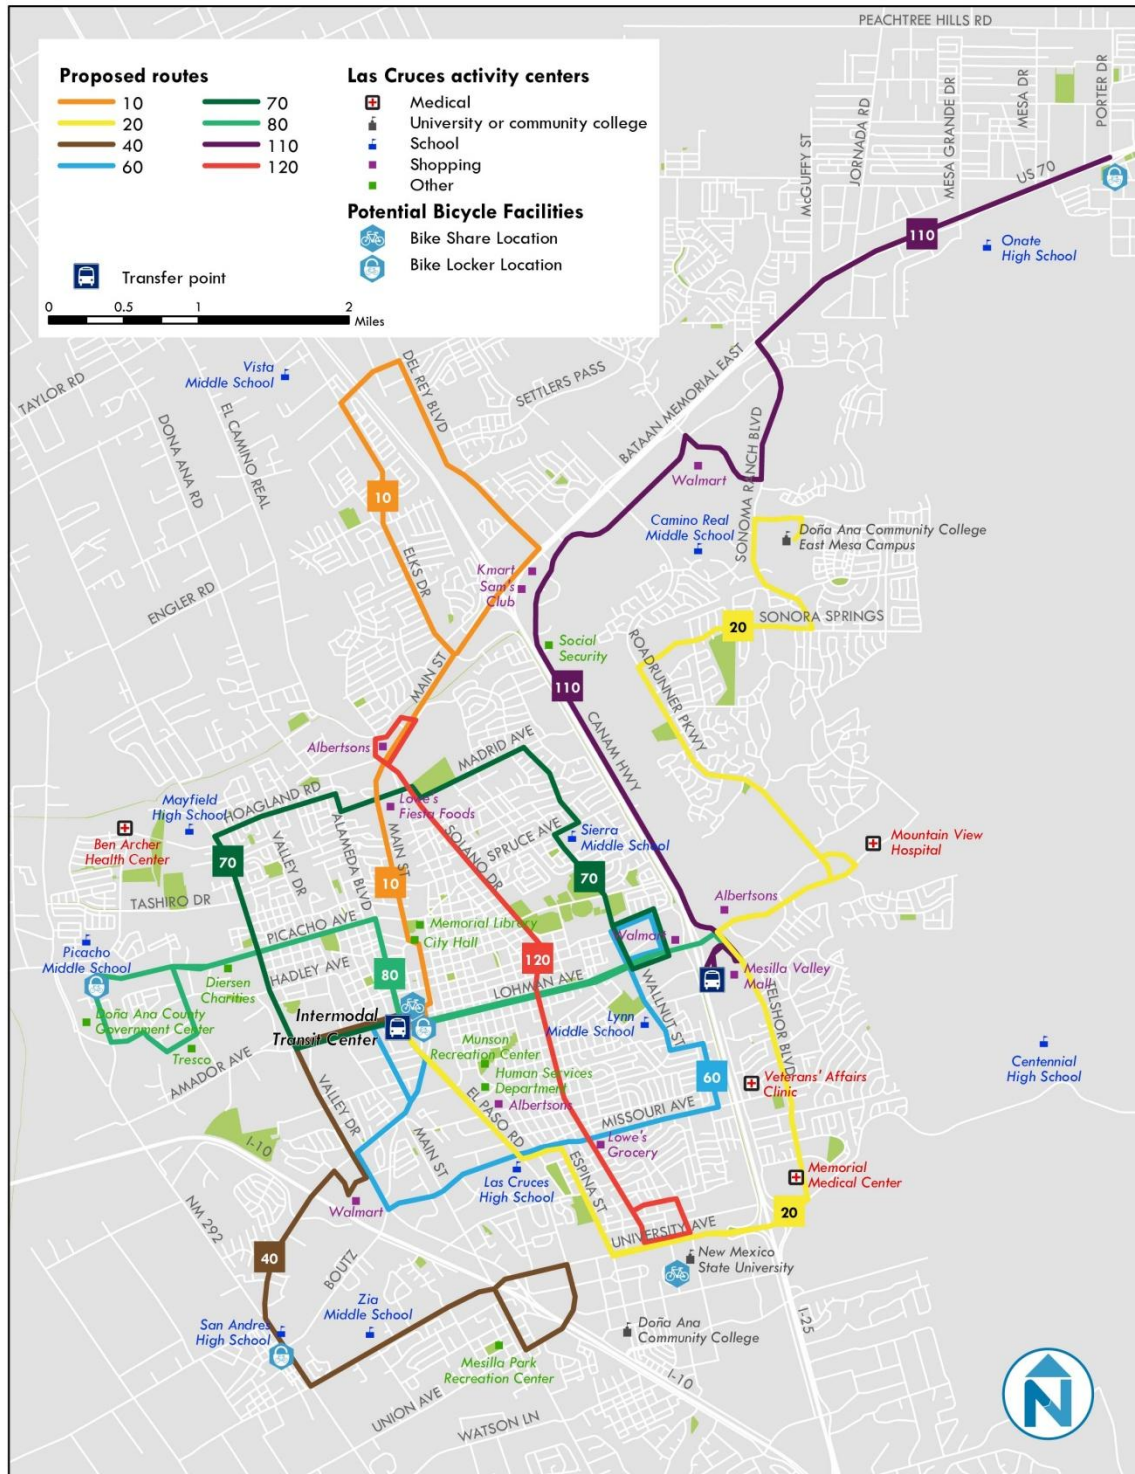 PEACHTREE HILLS RD
Proposed routes
10
20
40
60
70
80
110
120
Transfer point
0 0.5 1 2
Miles
Las Cruces activity centers
Medical
University or community college
School
Shopping
Other
Potential Bicycle Facilities
Bike Share Location
Bike Locker Location
McGUFFY ST
JORNADA RD
MESA GRANDE DR
MESA DR
PORTER DR
US 70
110
Onate
High School
Vista
Middle School
TAYLOR RD
DONA ANA RD
EL CAMINO REAL
DEL REY BLVD
SETTLERS PASS
BATAAN MEMORIAL EAST
SONOMA RANCH BLVD
Walmart
10
ELKS DR
Camino Real
Middle School
Doña Ana Community College
East Mesa Campus
Kmart
Sam's
Club
ENGLER RD
20
SONORA SPRINGS
Social
Security
ROADRUNNER PKWY
MAIN ST
110
CANAM HWY
Albertsons
MADRID AVE
HOAGLAND RD
Mayfield
High School
Lowe's
Fiesta Foods
Ben Archer
Health Center
VALLEY DR
ALAMEDA BLVD
MAIN ST
SOLANO DR
SPRUCE AVE
Sierra
Middle School
Mountain View
Hospital
70
70
10
TASHIRO DR
PICACHO AVE
Memorial Library
City Hall
Albertsons
Walmart
Picacho
Middle School
HADLEY AVE
80
120
Diersen
Charities
LOHMAN AVE
WALLNUT ST
Mesilla Valley
Mall
TELSHOR BLVD
Doña Ana County
Government Center
Intermodal
Transit Center
Lynn
Middle School
Tresco
AMADOR AVE
Munson
Recreation Center
Human Services
Department
Albertsons
Centennial
High School
60
Veterans' Affairs
Clinic
VALLEY DR
MAIN ST
EL PASO RD
MISSOURI AVE
I-10
Lowe's
Grocery
ESPINA ST
Las Cruces
High School
Memorial
Medical Center
NM 292
Walmart
20
UNIVERSITY AVE
40
BOUTZ
New Mexico
State University
San Andres
High School
Zia
Middle School
Doña Ana
Community College
I-25
Mesilla Park
Recreation Center
I-10
UNION AVE
WATSON LN
N